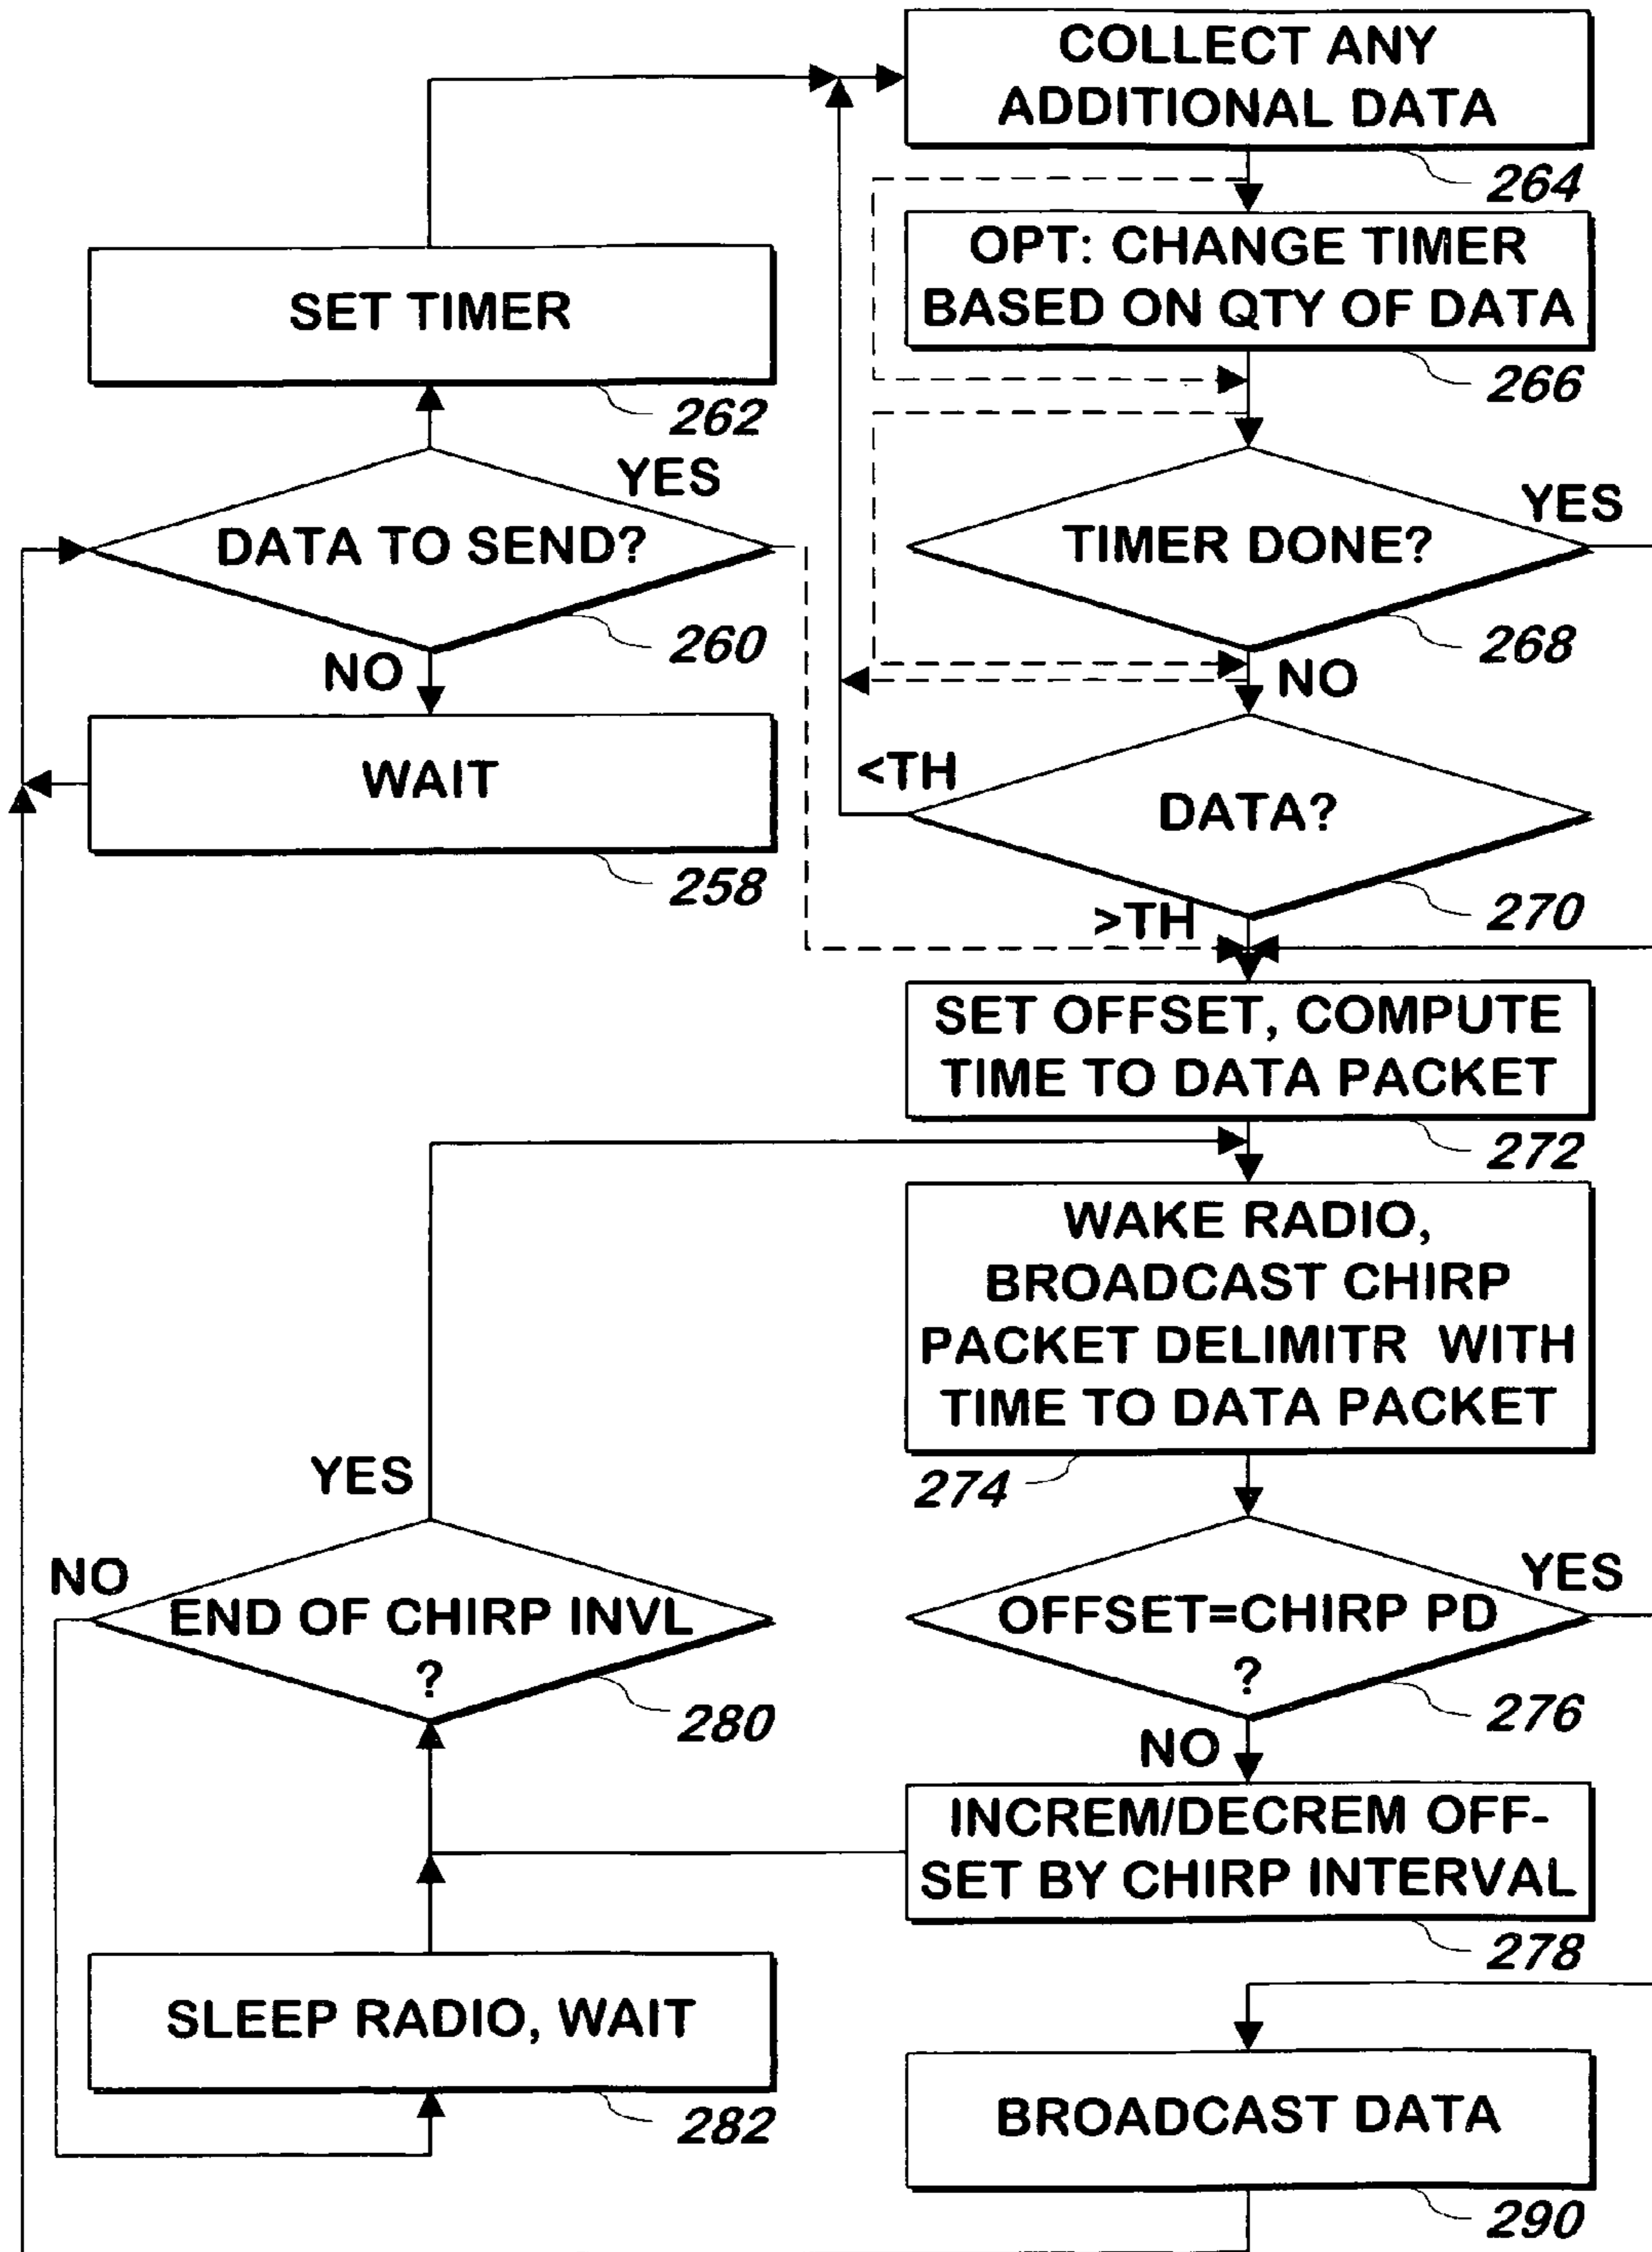 COLLECT ANY
ADDITIONAL DATA
264
OPT: CHANGE TIMER
BASED ON QTY OF DATA
266
SET TIMER
262
YES
DATA TO SEND?
260
NO
YES
TIMER DONE?
268
NO
WAIT
258
<TH
DATA?
270
>TH
SET OFFSET, COMPUTE
TIME TO DATA PACKET
272
WAKE RADIO,
BROADCAST CHIRP
PACKET DELIMITR WITH
TIME TO DATA PACKET
274
YES
NO
END OF CHIRP INVL
?
280
YES
OFFSET=CHIRP PD
?
276
NO
INCREM/DECREM OFF-
SET BY CHIRP INTERVAL
278
SLEEP RADIO, WAIT
282
BROADCAST DATA
290